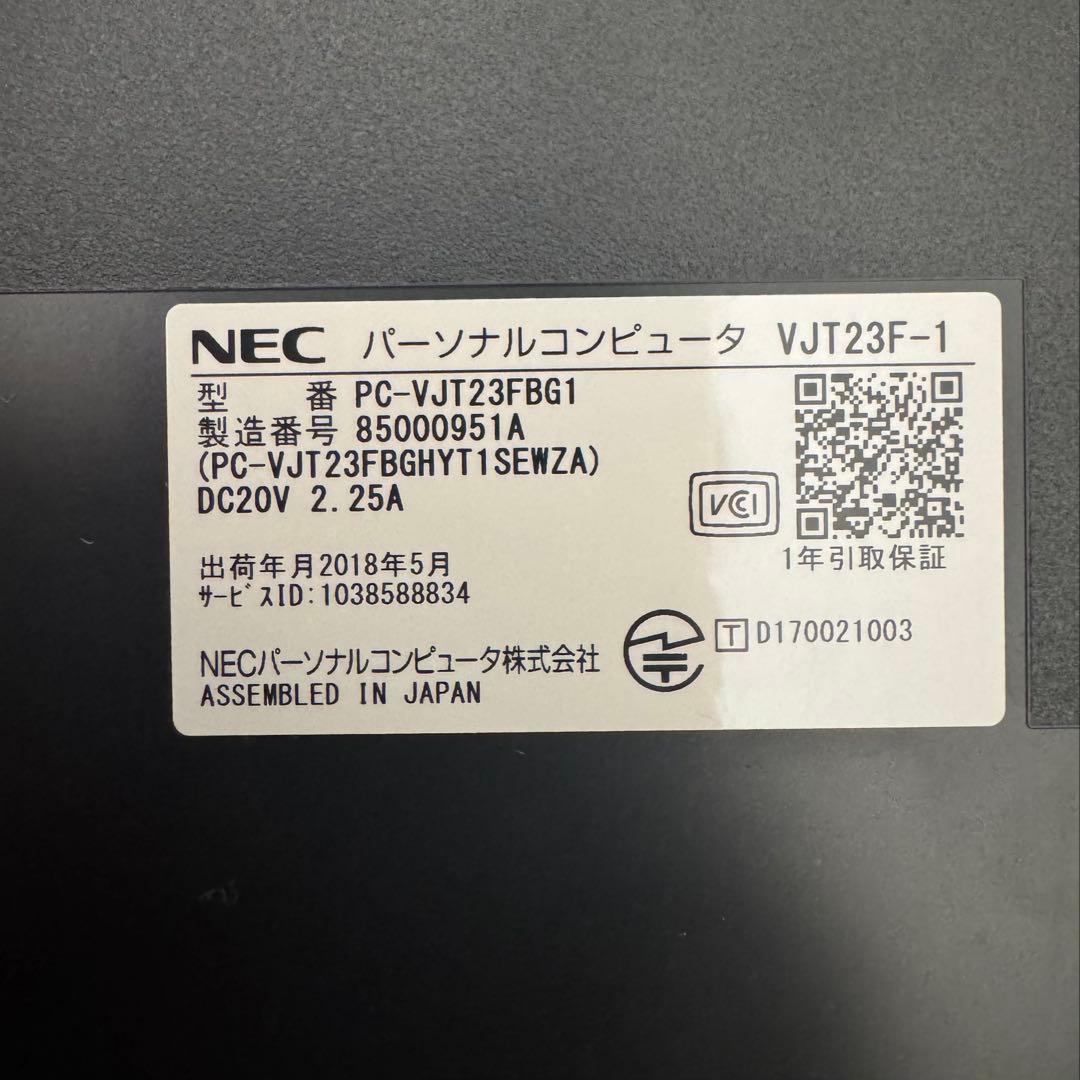 NEC パーソナルコンピュータ VJT23F-1
型 番 PC-VJT23FBG1
製造番号 85000951A
(PC-VJT23FBGHYT1SEWZA)
DC20V 2.25A
VCCI
1年引取保証
出荷年月2018年5月
ｻｰﾋﾞｽID:1038588834
T D170021003
NECパーソナルコンピュータ株式会社
ASSEMBLED IN JAPAN